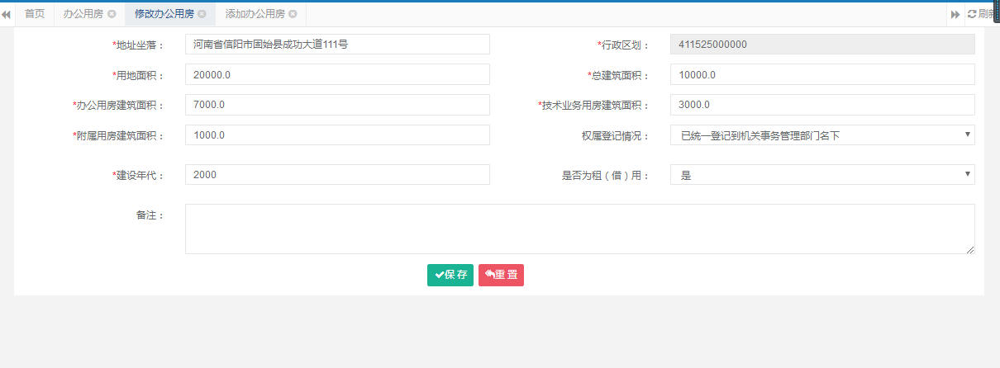 首页 办公用房 修改办公用房 添加办公用房 刷新
*地址坐落： 河南省信阳市固始县成功大道111号 *行政区划： 411525000000
*用地面积： 20000.0 *总建筑面积： 10000.0
*办公用房建筑面积： 7000.0 *技术业务用房建筑面积： 3000.0
*附属用房建筑面积： 1000.0 权属登记情况： 已统一登记到机关事务管理部门名下
*建设年代： 2000 是否为租（借）用： 是
备注：
保存 重置